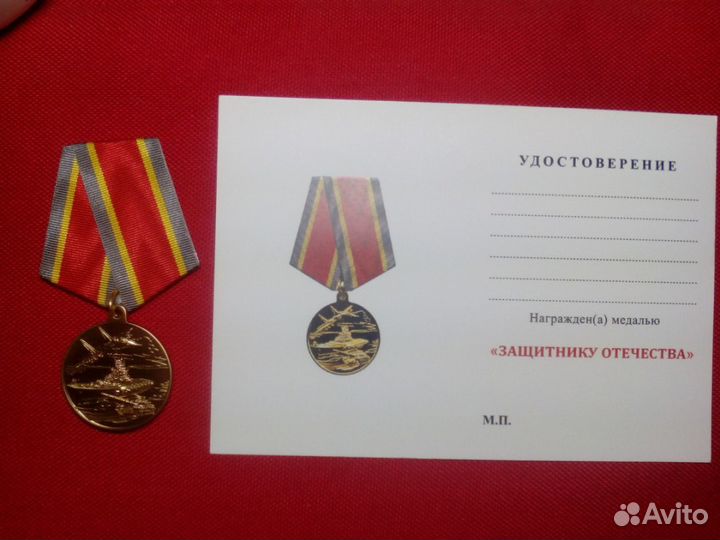 УДОСТОВЕРЕНИЕ
Награжден(а) медалью
«ЗАЩИТНИКУ ОТЕЧЕСТВА»
М.П.
Avito